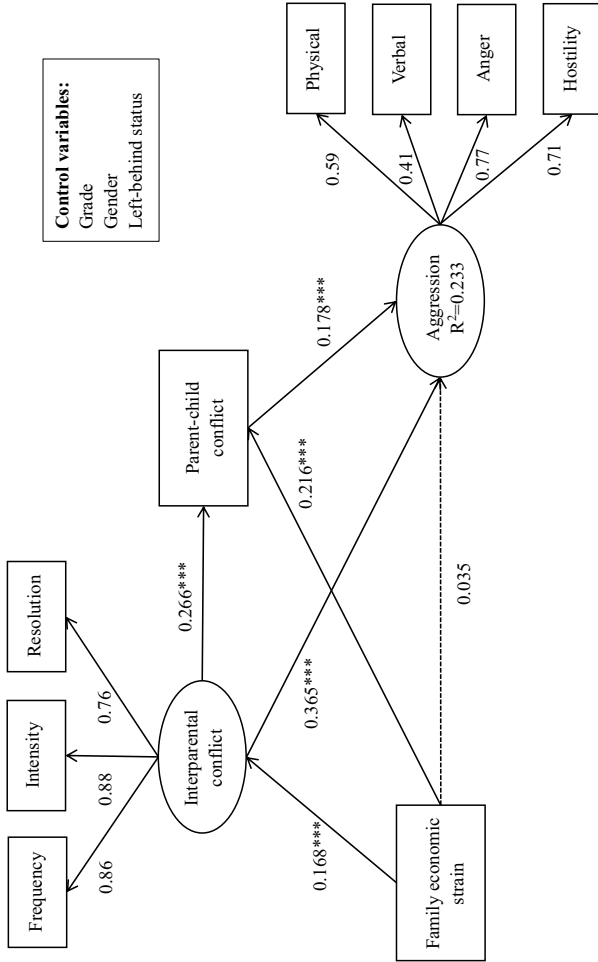 Frequency
Intensity
Resolution
0.86
0.88
0.76
Control variables:
Grade
Gender
Left-behind status
Interparental
conflict
0.266***
Parent-child
conflict
0.168***
0.365***
0.216***
0.178***
Family economic
strain
0.035
Aggression
R²=0.233
0.59
0.41
0.77
0.71
Physical
Verbal
Anger
Hostility